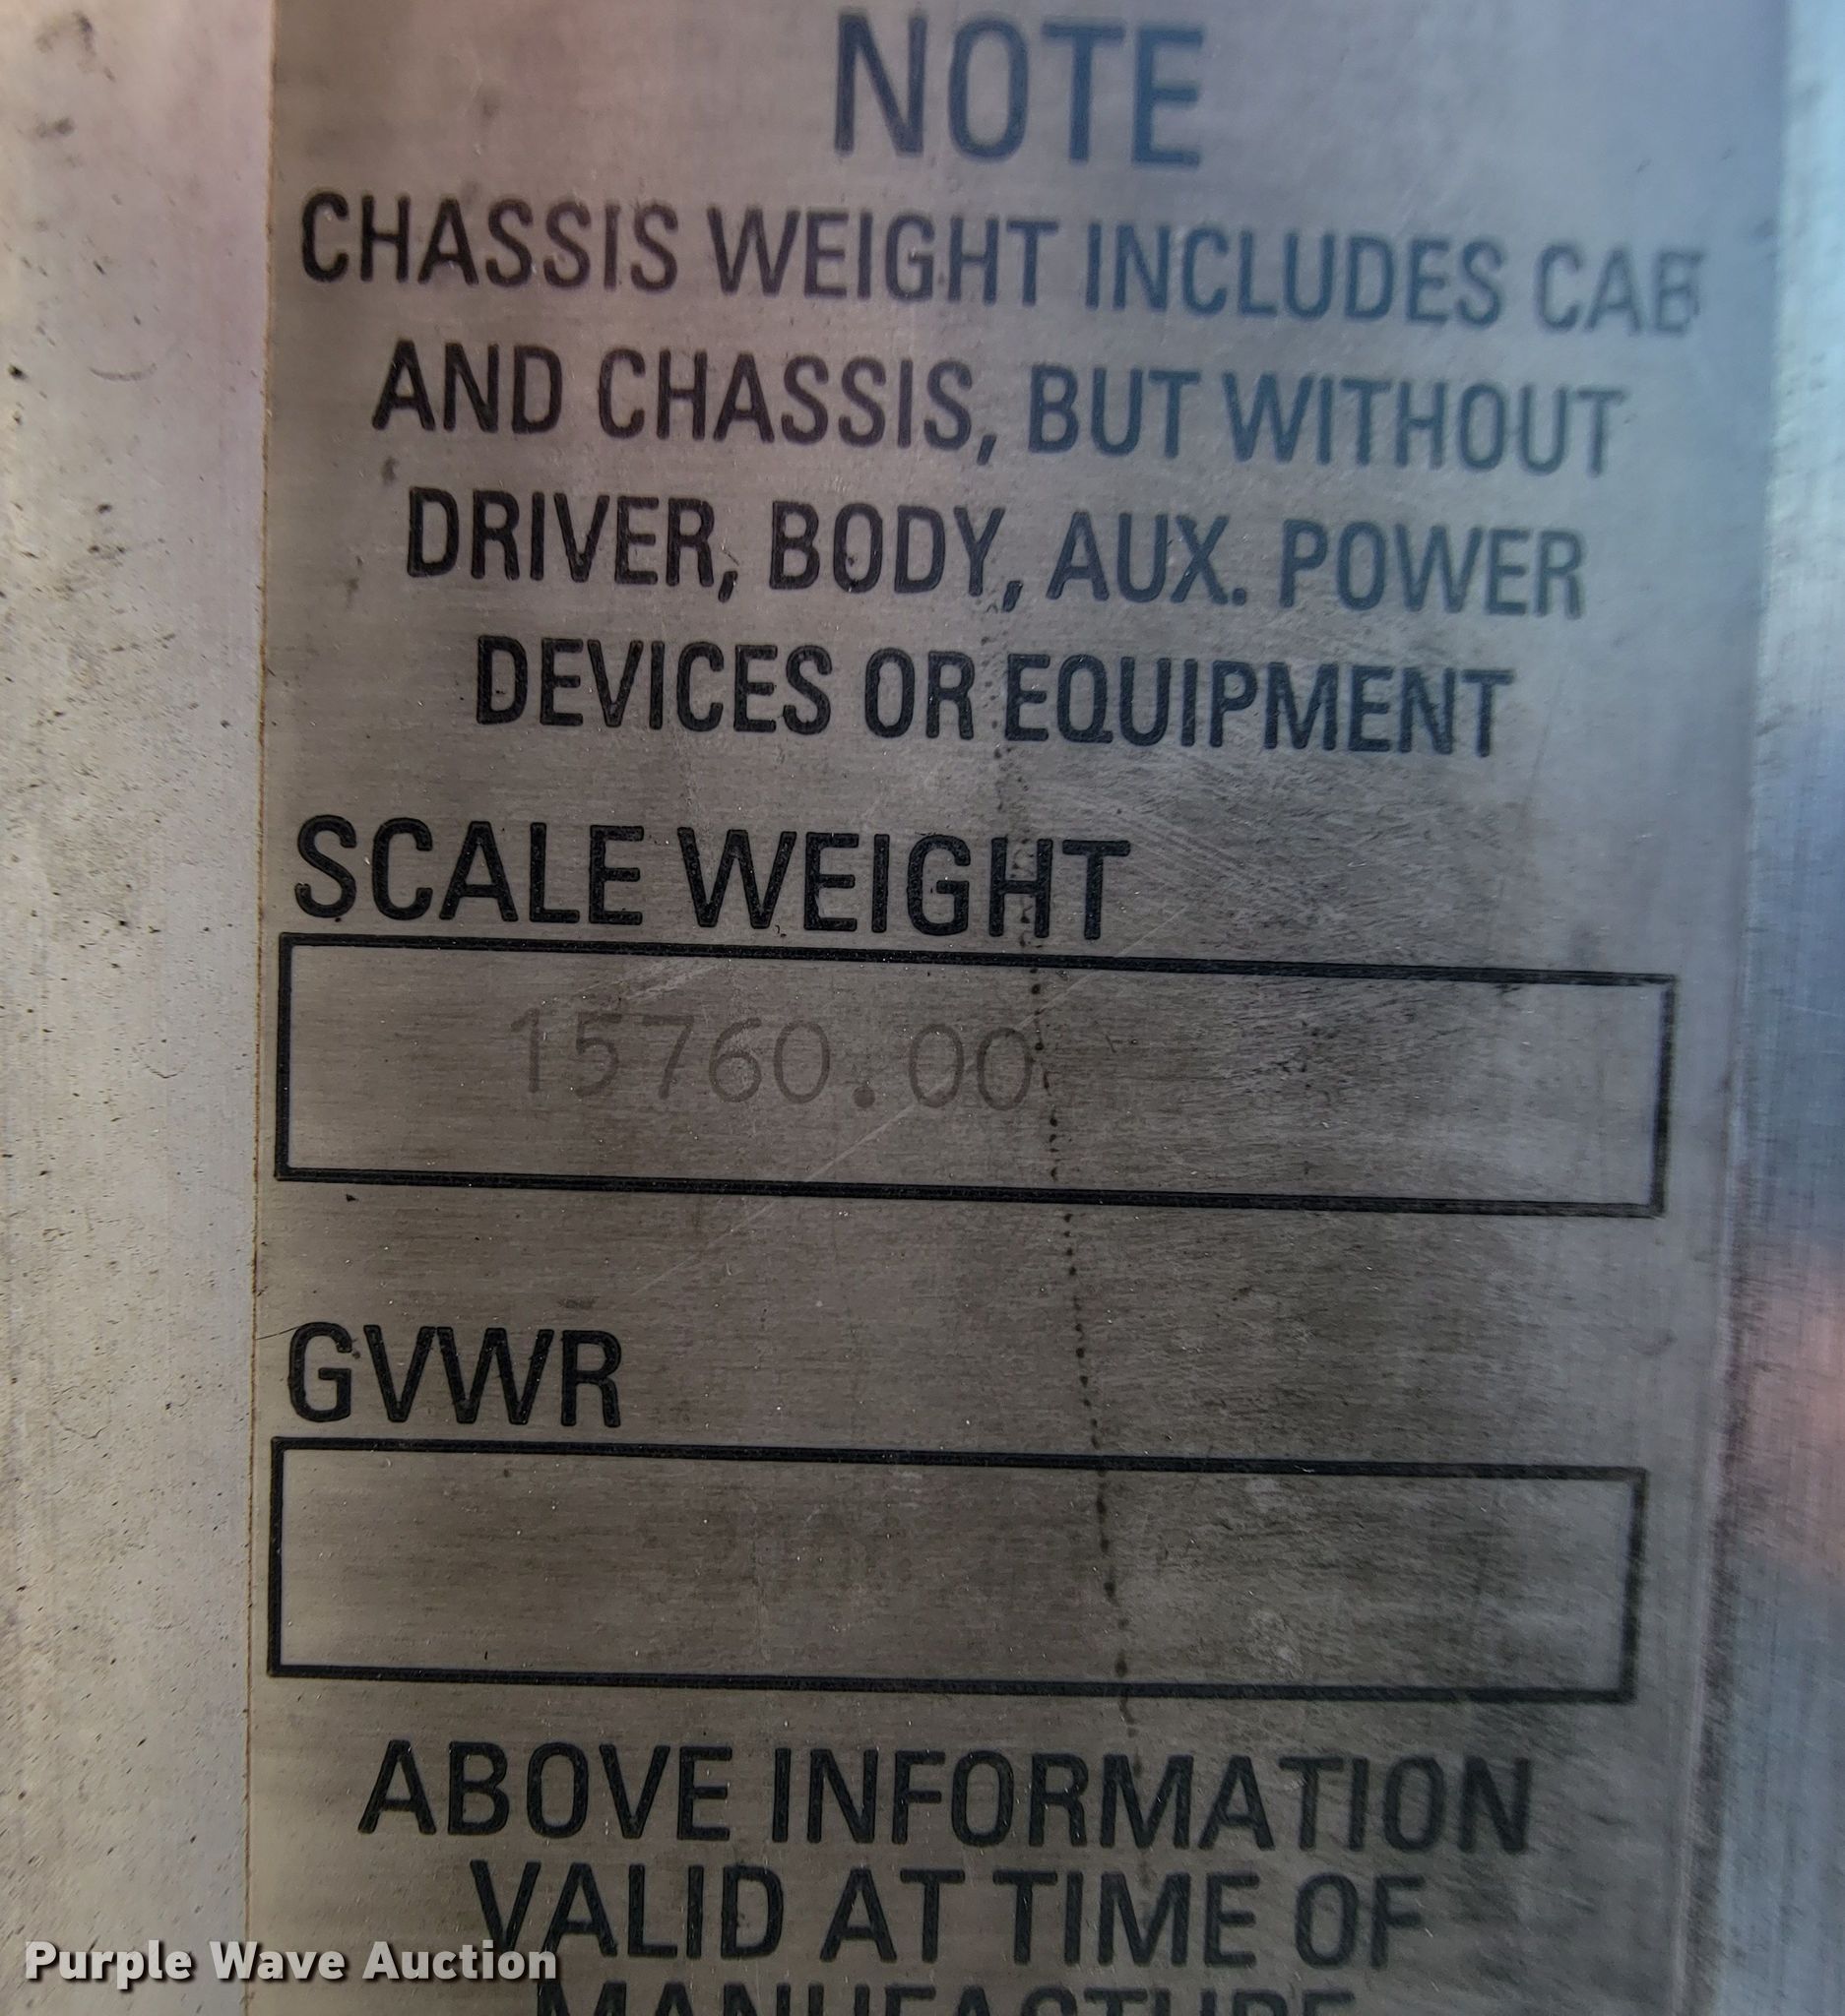 NOTE
CHASSIS WEIGHT INCLUDES CAB
AND CHASSIS, BUT WITHOUT
DRIVER, BODY, AUX. POWER
DEVICES OR EQUIPMENT
SCALE WEIGHT
15760.00
GVWR
ABOVE INFORMATION
VALID AT TIME OF
MANUFACTURE
Purple Wave Auction